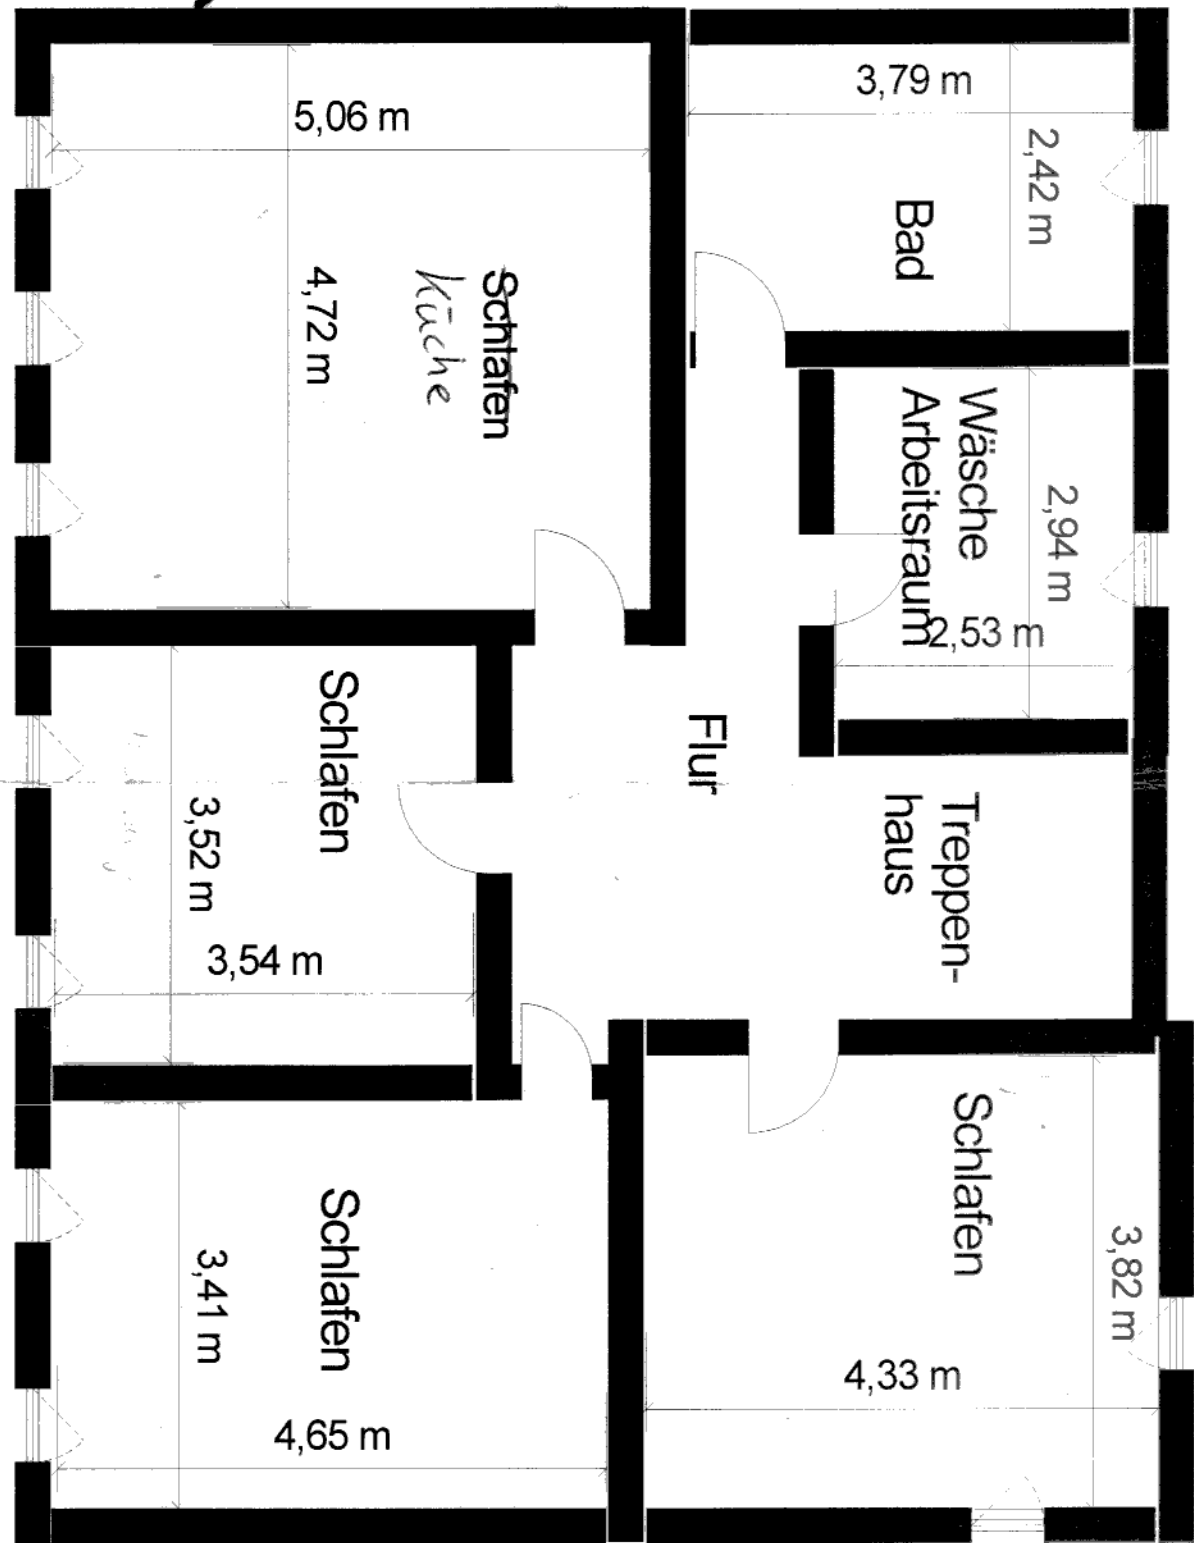 5,06 m
4,72 m
Schlafen
Küche
3,79 m
2,42 m
Bad
Wäsche
Arbeitsraum
2,94 m
2,53 m
Flur
Treppen-
haus
Schlafen
3,52 m
3,54 m
Schlafen
3,41 m
4,65 m
Schlafen
3,82 m
4,33 m